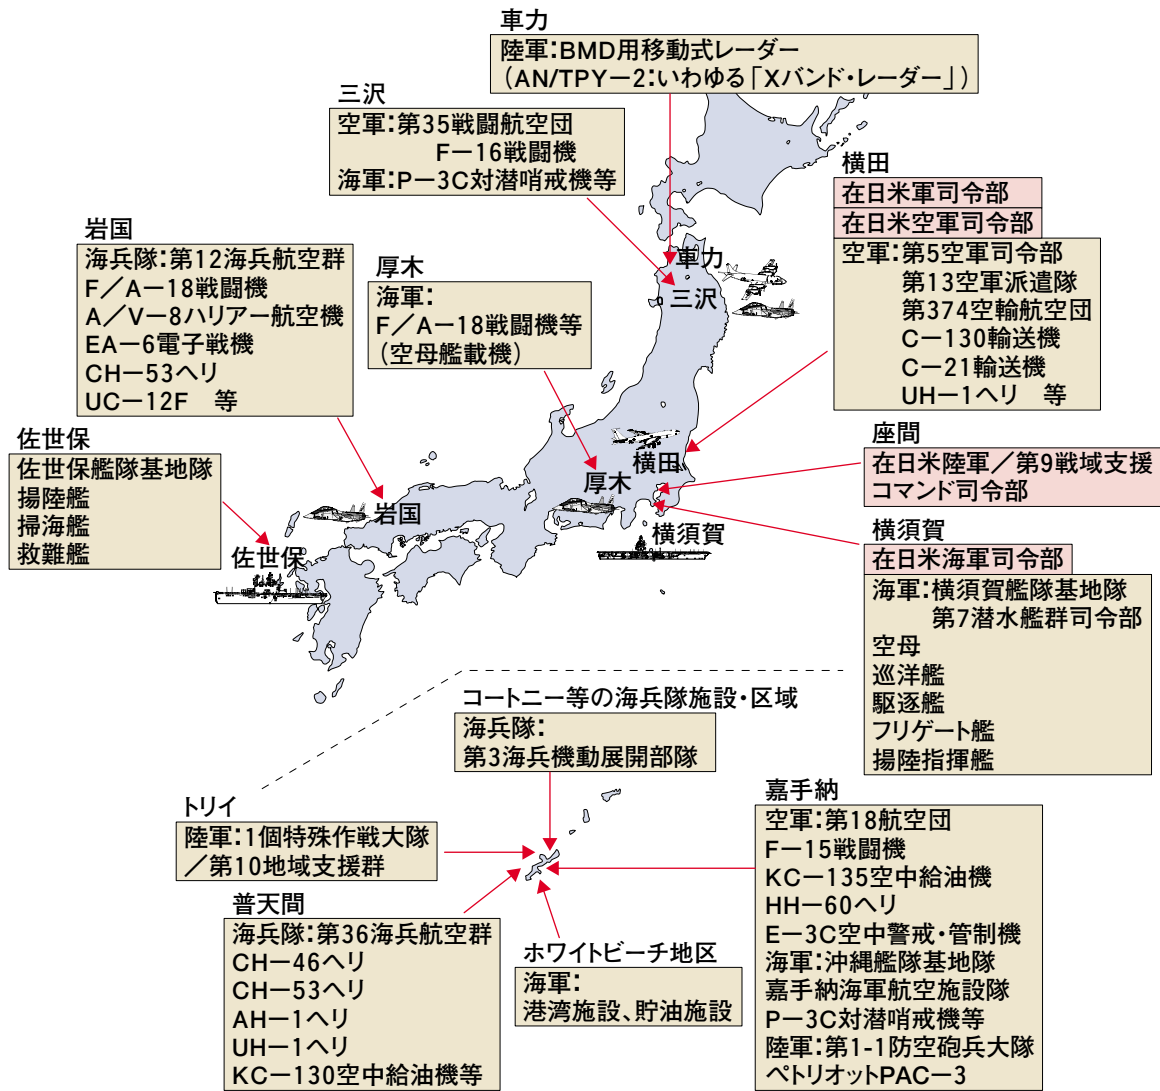 車力
陸軍：BMD用移動式レーダー
（AN/TPY－2：いわゆる「Xバンド・レーダー」）
三沢
空軍：第35戦闘航空団
F－16戦闘機
海軍：P－3C対潜哨戒機等
横田
在日米軍司令部
在日米空軍司令部
空軍：第5空軍司令部
第13空軍派遣隊
第374空輸航空団
C－130輸送機
C－21輸送機
UH－1ヘリ　等
岩国
海兵隊：第12海兵航空群
F／A－18戦闘機
A／V－8ハリアー航空機
EA－6電子戦機
CH－53ヘリ
UC－12F　等
厚木
海軍：
F／A－18戦闘機等
（空母艦載機）
車力
三沢
佐世保
佐世保艦隊基地隊
揚陸艦
掃海艦
救難艦
座間
在日米陸軍／第9戦域支援
コマンド司令部
横田
厚木
岩国
横須賀
佐世保
横須賀
在日米海軍司令部
海軍：横須賀艦隊基地隊
第7潜水艦群司令部
空母
巡洋艦
駆逐艦
フリゲート艦
揚陸指揮艦
コートニー等の海兵隊施設・区域
海兵隊：
第3海兵機動展開部隊
トリイ
陸軍：1個特殊作戦大隊
／第10地域支援群
嘉手納
空軍：第18航空団
F－15戦闘機
KC－135空中給油機
HH－60ヘリ
E－3C空中警戒・管制機
海軍：沖縄艦隊基地隊
嘉手納海軍航空施設隊
P－3C対潜哨戒機等
陸軍：第1-1防空砲兵大隊
ペトリオットPAC－3
普天間
海兵隊：第36海兵航空群
CH－46ヘリ
CH－53ヘリ
AH－1ヘリ
UH－1ヘリ
KC－130空中給油機等
ホワイトビーチ地区
海軍：
港湾施設、貯油施設